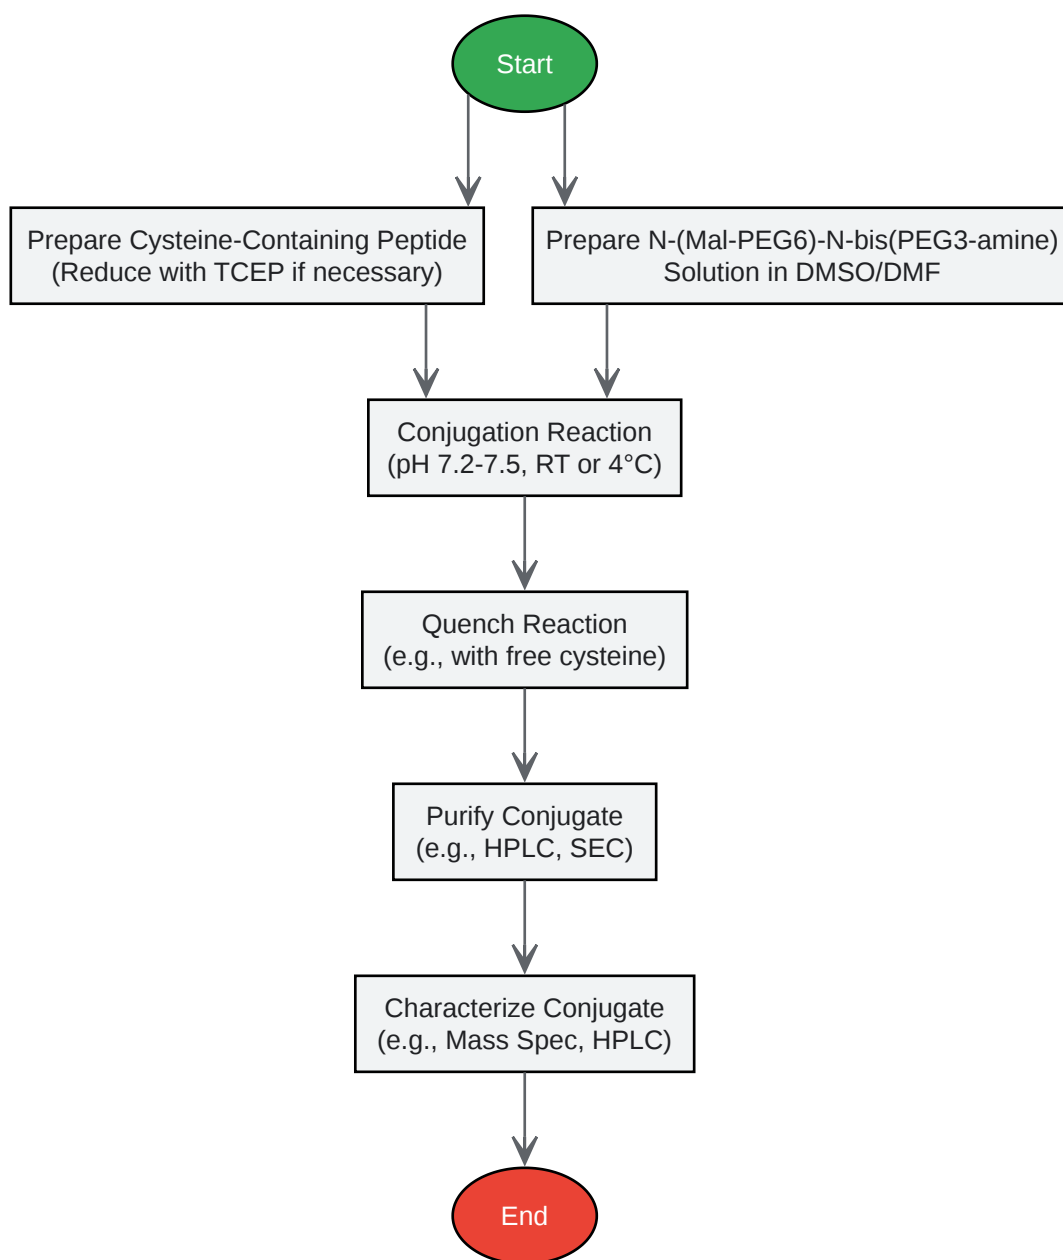 Start
Prepare Cysteine-Containing Peptide
(Reduce with TCEP if necessary)
Prepare N-(Mal-PEG6)-N-bis(PEG3-amine)
Solution in DMSO/DMF
Conjugation Reaction
(pH 7.2-7.5, RT or 4°C)
Quench Reaction
(e.g., with free cysteine)
Purify Conjugate
(e.g., HPLC, SEC)
Characterize Conjugate
(e.g., Mass Spec, HPLC)
End